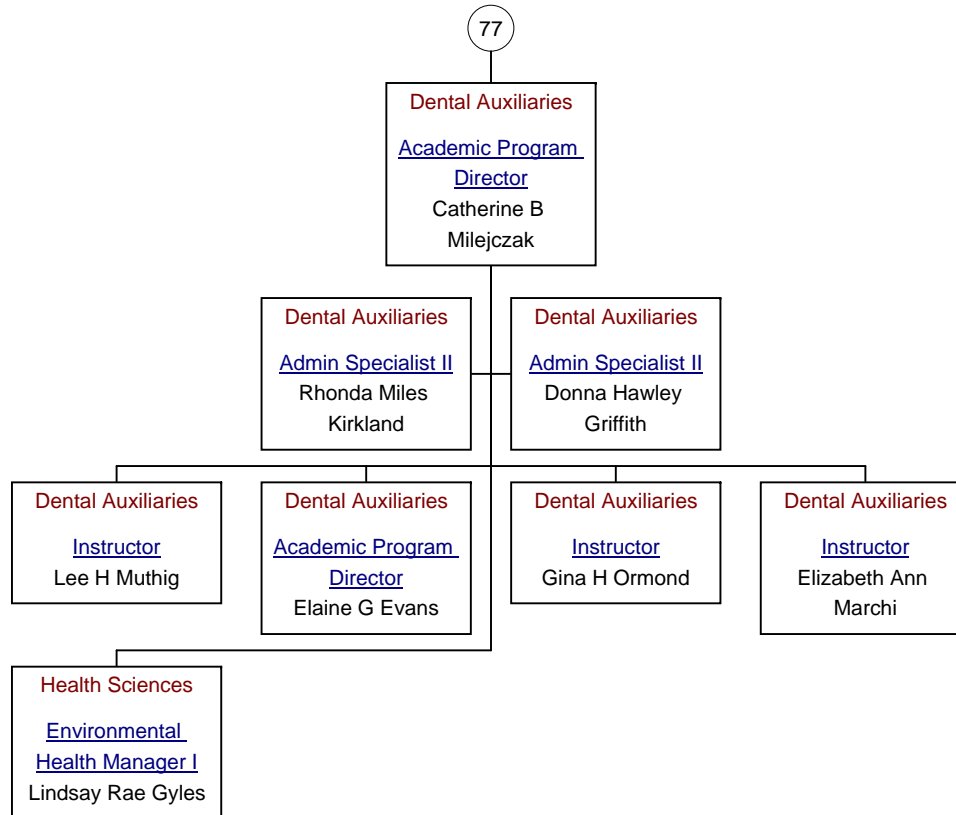 77
Dental Auxiliaries
Academic Program
Director
Catherine B
Milejczak
Dental Auxiliaries
Admin Specialist II
Rhonda Miles
Kirkland
Dental Auxiliaries
Admin Specialist II
Donna Hawley
Griffith
Dental Auxiliaries
Instructor
Lee H Muthig
Dental Auxiliaries
Academic Program
Director
Elaine G Evans
Dental Auxiliaries
Instructor
Gina H Ormond
Dental Auxiliaries
Instructor
Elizabeth Ann
Marchi
Health Sciences
Environmental
Health Manager I
Lindsay Rae Gyles